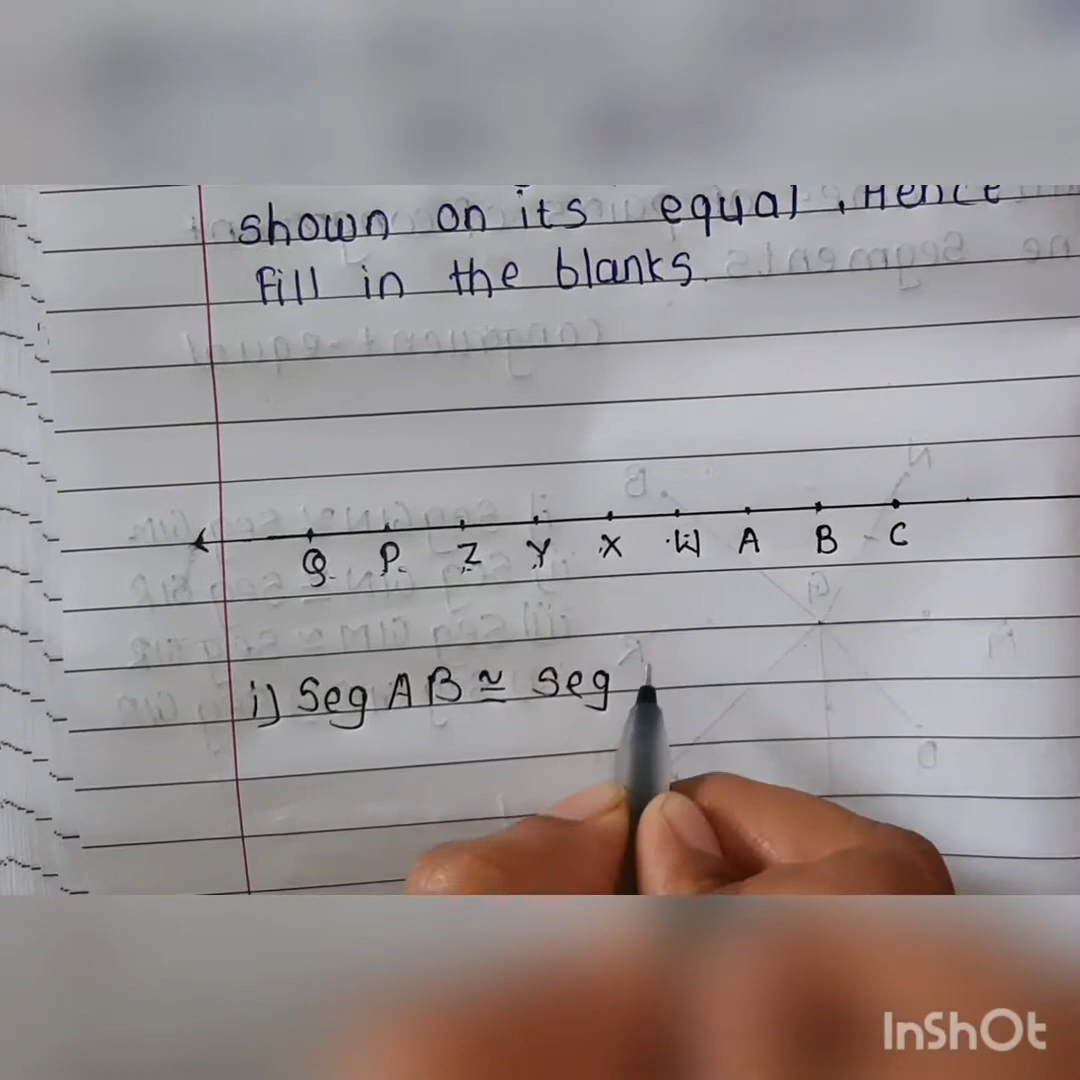 shown on its equal. Hence
fill in the blanks.
Q P Z Y X W A B C
i) Seg AB ≅ seg
InShOt